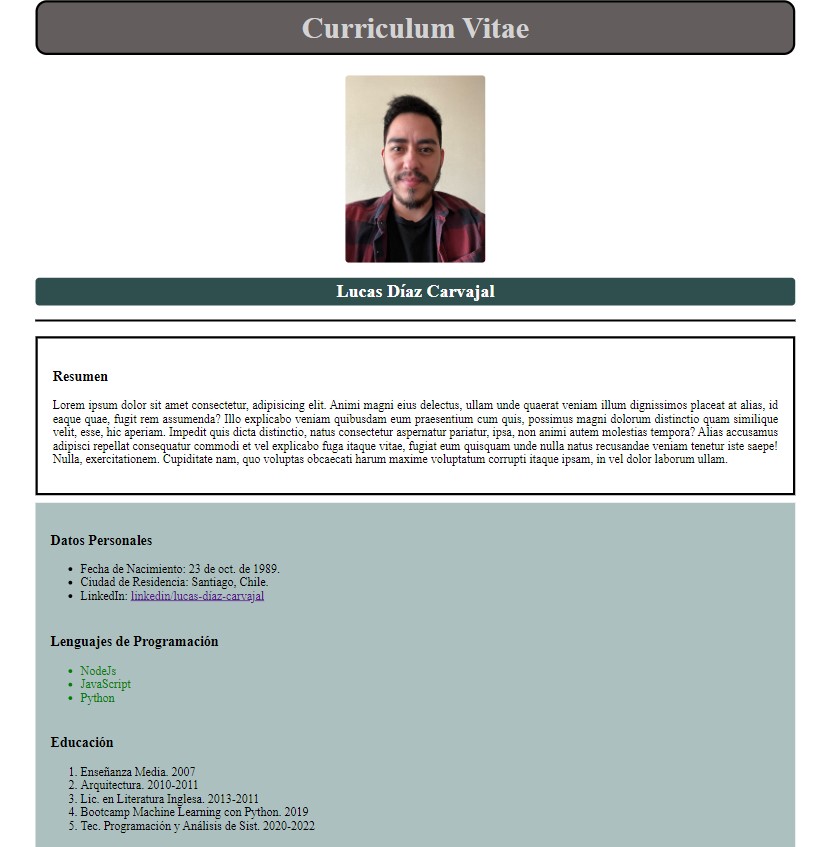 Curriculum Vitae
Lucas Díaz Carvajal
Resumen
Lorem ipsum dolor sit amet consectetur, adipisicing elit. Animi magni eius delectus, ullam unde quaerat veniam illum dignissimos placeat at alias, id
eaque quae, fugit rem assumenda? Illo explicabo veniam quibusdam eum praesentium cum quis, possimus magni dolorum distinctio quam similique
velit, esse, hic aperiam. Impedit quis dicta distinctio, natus consectetur aspernatur pariatur, ipsa, non animi autem molestias tempora? Alias accusamus
adipisci repellat consequatur commodi et vel explicabo fuga itaque vitae, fugiat eum quisquam unde nulla natus recusandae veniam tenetur iste saepe!
Nulla, exercitationem. Cupiditate nam, quo voluptas obcaecati harum maxime voluptatum corrupti itaque ipsam, in vel dolor laborum ullam.
Datos Personales
• Fecha de Nacimiento: 23 de oct. de 1989.
• Ciudad de Residencia: Santiago, Chile.
• LinkedIn: linkedin/lucas-díaz-carvajal
Lenguajes de Programación
• NodeJs
• JavaScript
• Python
Educación
1. Enseñanza Media. 2007
2. Arquitectura. 2010-2011
3. Lic. en Literatura Inglesa. 2013-2011
4. Bootcamp Machine Learning con Python. 2019
5. Tec. Programación y Análisis de Sist. 2020-2022